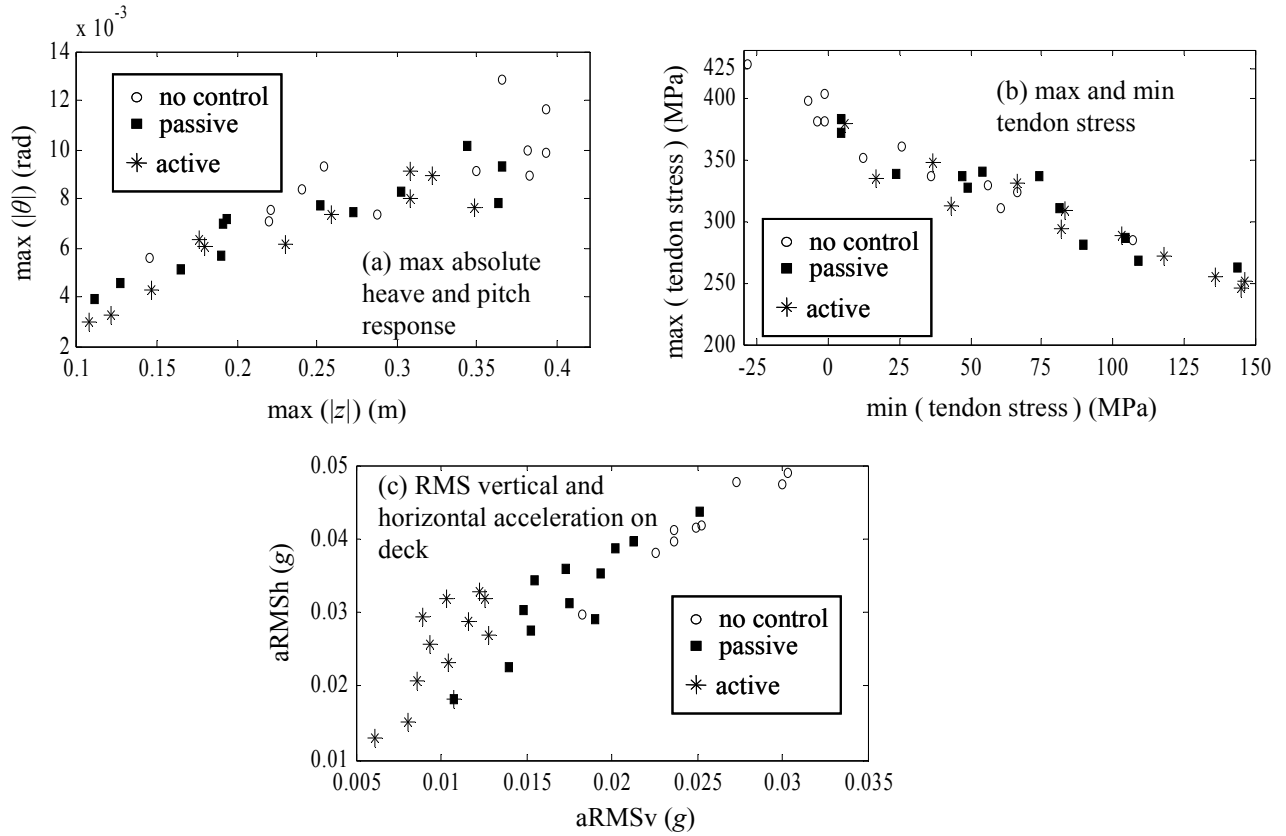 x 10⁻³
14
12
10
8
6
4
2
max (|θ|) (rad)
no control
passive
active
(a) max absolute
heave and pitch
response
0.1
0.15
0.2
0.25
0.3
0.35
0.4
max (|z|) (m)
425
400
350
300
250
200
max ( tendon stress ) (MPa)
(b) max and min
tendon stress
no control
passive
active
-25
0
25
50
75
100
125
150
min ( tendon stress ) (MPa)
0.05
0.04
0.03
0.02
0.01
aRMSh (g)
(c) RMS vertical and
horizontal acceleration on
deck
no control
passive
active
0.005
0.01
0.015
0.02
0.025
0.03
0.035
aRMSv (g)